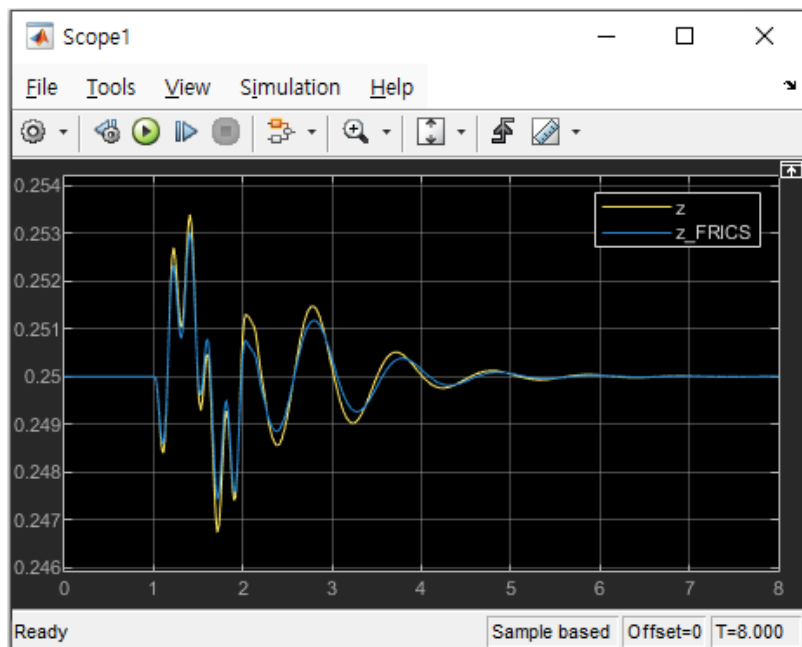 Scope1
File Tools View Simulation Help
0.254
0.253
0.252
0.251
0.25
0.249
0.248
0.247
0.246
z
z_FRICS
0 1 2 3 4 5 6 7 8
Ready Sample based Offset=0 T=8.000